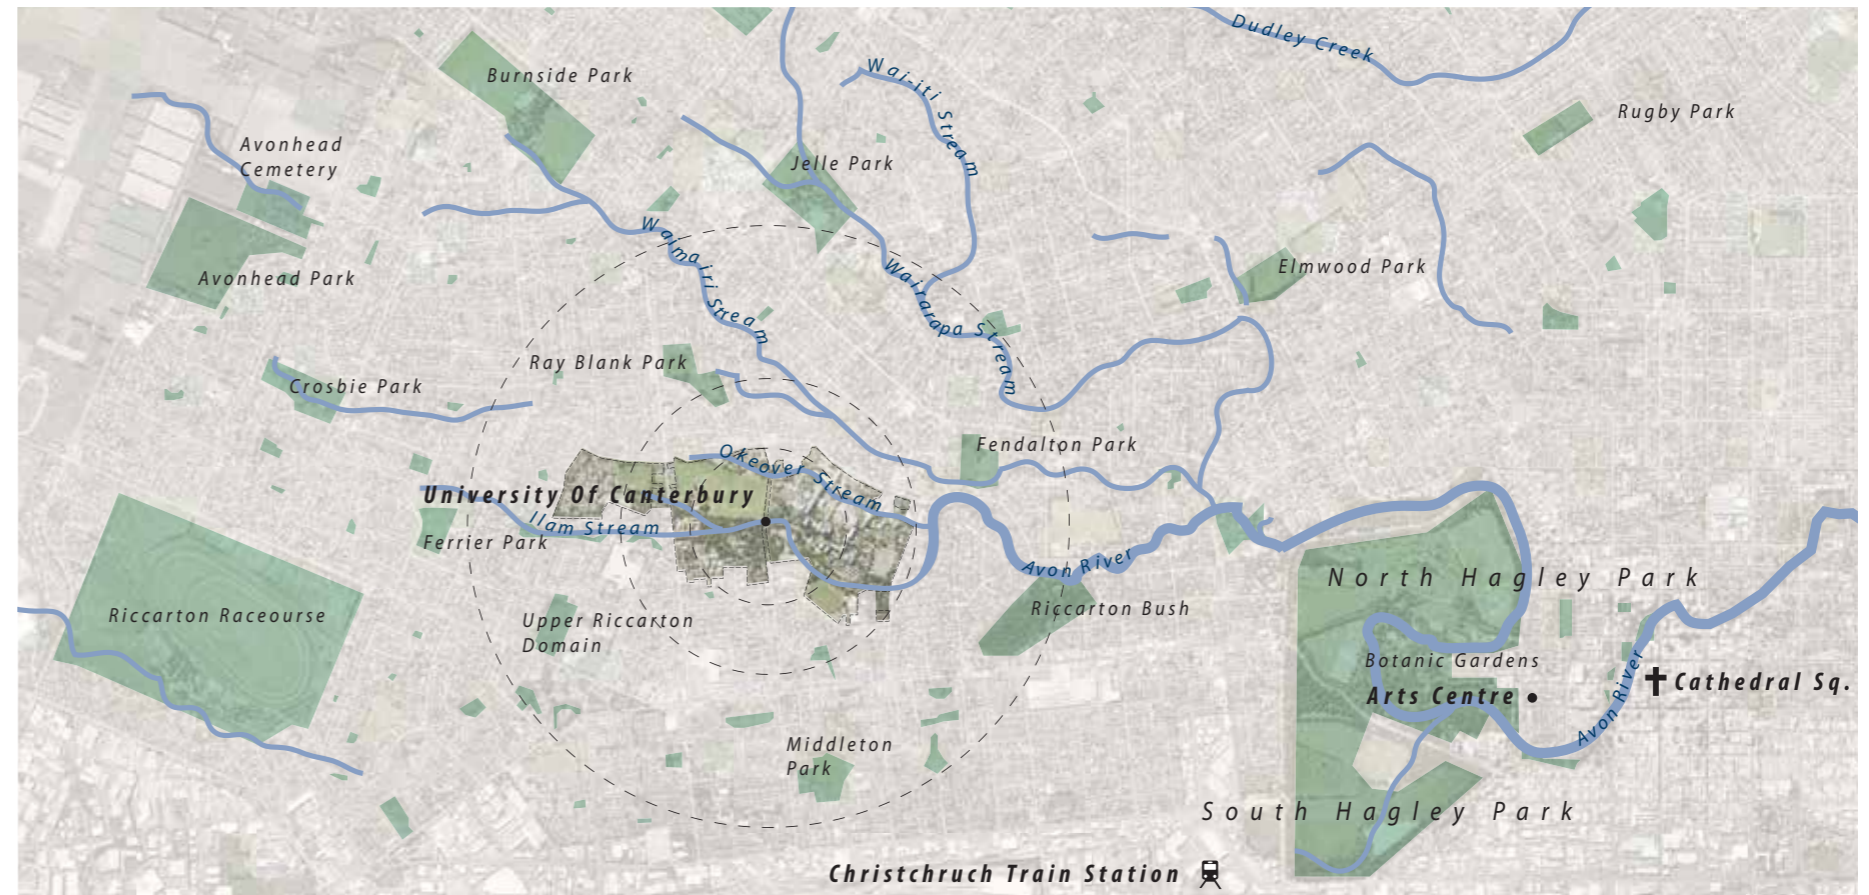 Dudley Creek
Burnside Park
Wai-iti Stream
Rugby Park
Avonhead
Cemetery
Jelle Park
Waimairi Stream
Avonhead Park
Wairarapa Stream
Elmwood Park
Ray Blank Park
Crosbie Park
Okeover Stream
Fendalton Park
University Of Canterbury
Ilam Stream
Ferrier Park
Avon River
North Hagley Park
Riccarton Raceourse
Upper Riccarton
Domain
Riccarton Bush
Botanic Gardens
Arts Centre
Avon River
Cathedral Sq.
Middleton
Park
South Hagley Park
Christchruch Train Station